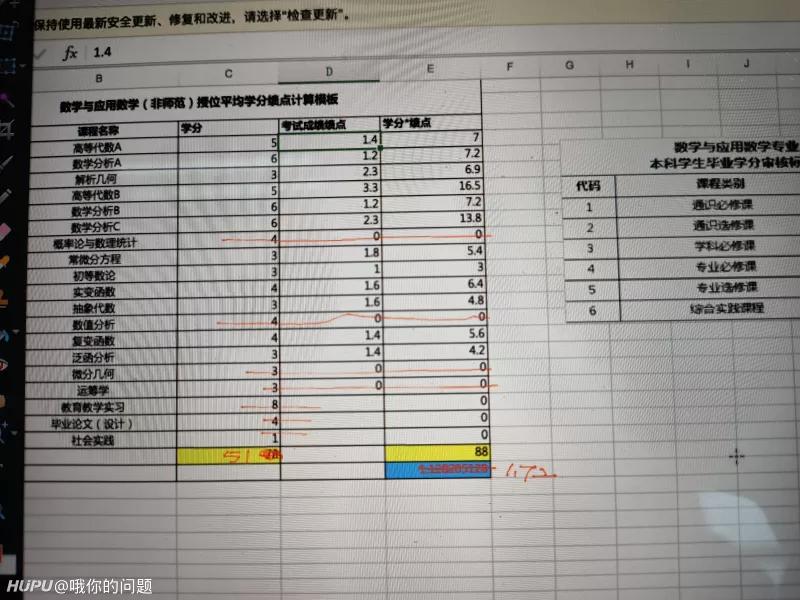 保持使用最新安全更新、修复和改进，请选择"检查更新"。
fx 1.4
B C D E F G H I J
数学与应用数学（非师范）授位平均学分绩点计算模板
课程名称 学分 考试成绩绩点 学分*绩点
高等代数A 5 1.4 7
数学分析A 6 1.2 7.2
解析几何 3 2.3 6.9
高等代数B 5 3.3 16.5
数学分析B 6 1.2 7.2
数学分析C 6 2.3 13.8
概率论与数理统计 4 0 0
常微分方程 3 1.8 5.4
初等数论 3 1 3
实变函数 4 1.6 6.4
抽象代数 3 1.6 4.8
数值分析 4 0 0
复变函数 4 1.4 5.6
泛函分析 3 1.4 4.2
微分几何 3 0 0
运筹学 3 0 0
教育教学实习 8 0
毕业论文（设计） 4 0
社会实践 1 0
51 88
1.128205128 1.72
数学与应用数学专业
本科学生毕业学分审核标
代码 课程类别
1 通识必修课
2 通识选修课
3 学科必修课
4 专业必修课
5 专业选修课
6 综合实践课程
HUPU@哦你的问题